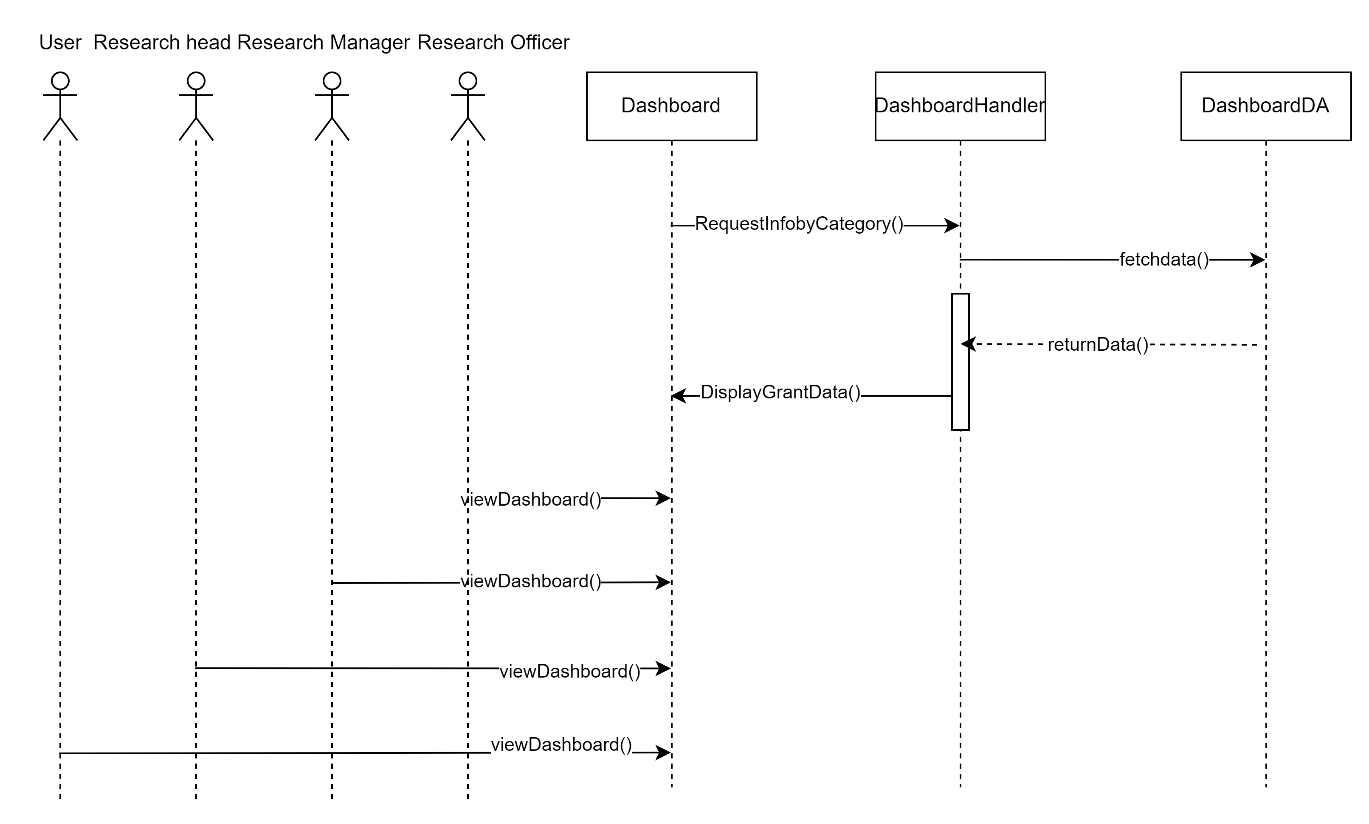 User Research head Research Manager Research Officer
Dashboard DashboardHandler DashboardDA
RequestInfobyCategory()
fetchdata()
returnData()
DisplayGrantData()
viewDashboard()
viewDashboard()
viewDashboard()
viewDashboard()